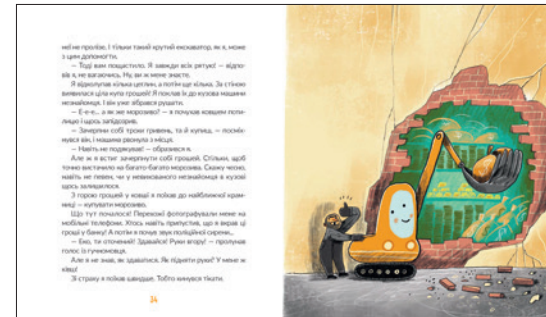 меї не пролізе. І тільки такий крутий екскаватор, як я, може
з цим допомогти.
— Тоді вам пощастило. Я завжди всіх рятую! — відпо-
вів я, не вагаючись. Ну, ви ж мене знаєте.
Я відколупав кілька цеглин, а потім ще кілька. За стіною
виявилася ціла купа грошей! Я поклав їх до кузова машини
незнайомця. І він уже зібрався рушати.
— Е-е-е... а як же морозиво? — я почухав ковшем поти-
лицю і щось запідозрив.
— Зачерпни собі трохи гривень, та й купиш, — посміх-
нувся він, і машина рвонула з місця.
— Навіть не подякував! — образився я.
Але ж я встиг зачерпнути собі грошей. Стільки, щоб
точно вистачило на багато-багато морозива. Скажу чесно,
навіть не певен, чи у невихованого незнайомця в кузові
щось залишилося.
З горою грошей у ковші я поїхав до найближчої крам-
ниці — купувати морозиво.
Що тут почалося! Перехожі фотографували мене на
мобільні телефони. Хтось навіть припустив, що я вкрав ці
гроші у банку! А потім я почув звук поліційної сирени...
— Еко, ти оточений! Здавайся! Руки вгору! — пролунав
голос із гучномовця.
Але я не знав, як здаватися. Як підняти руки? У мене ж
ківш!
Зі страху я поїхав швидше. Тобто кинувся тікати.
34